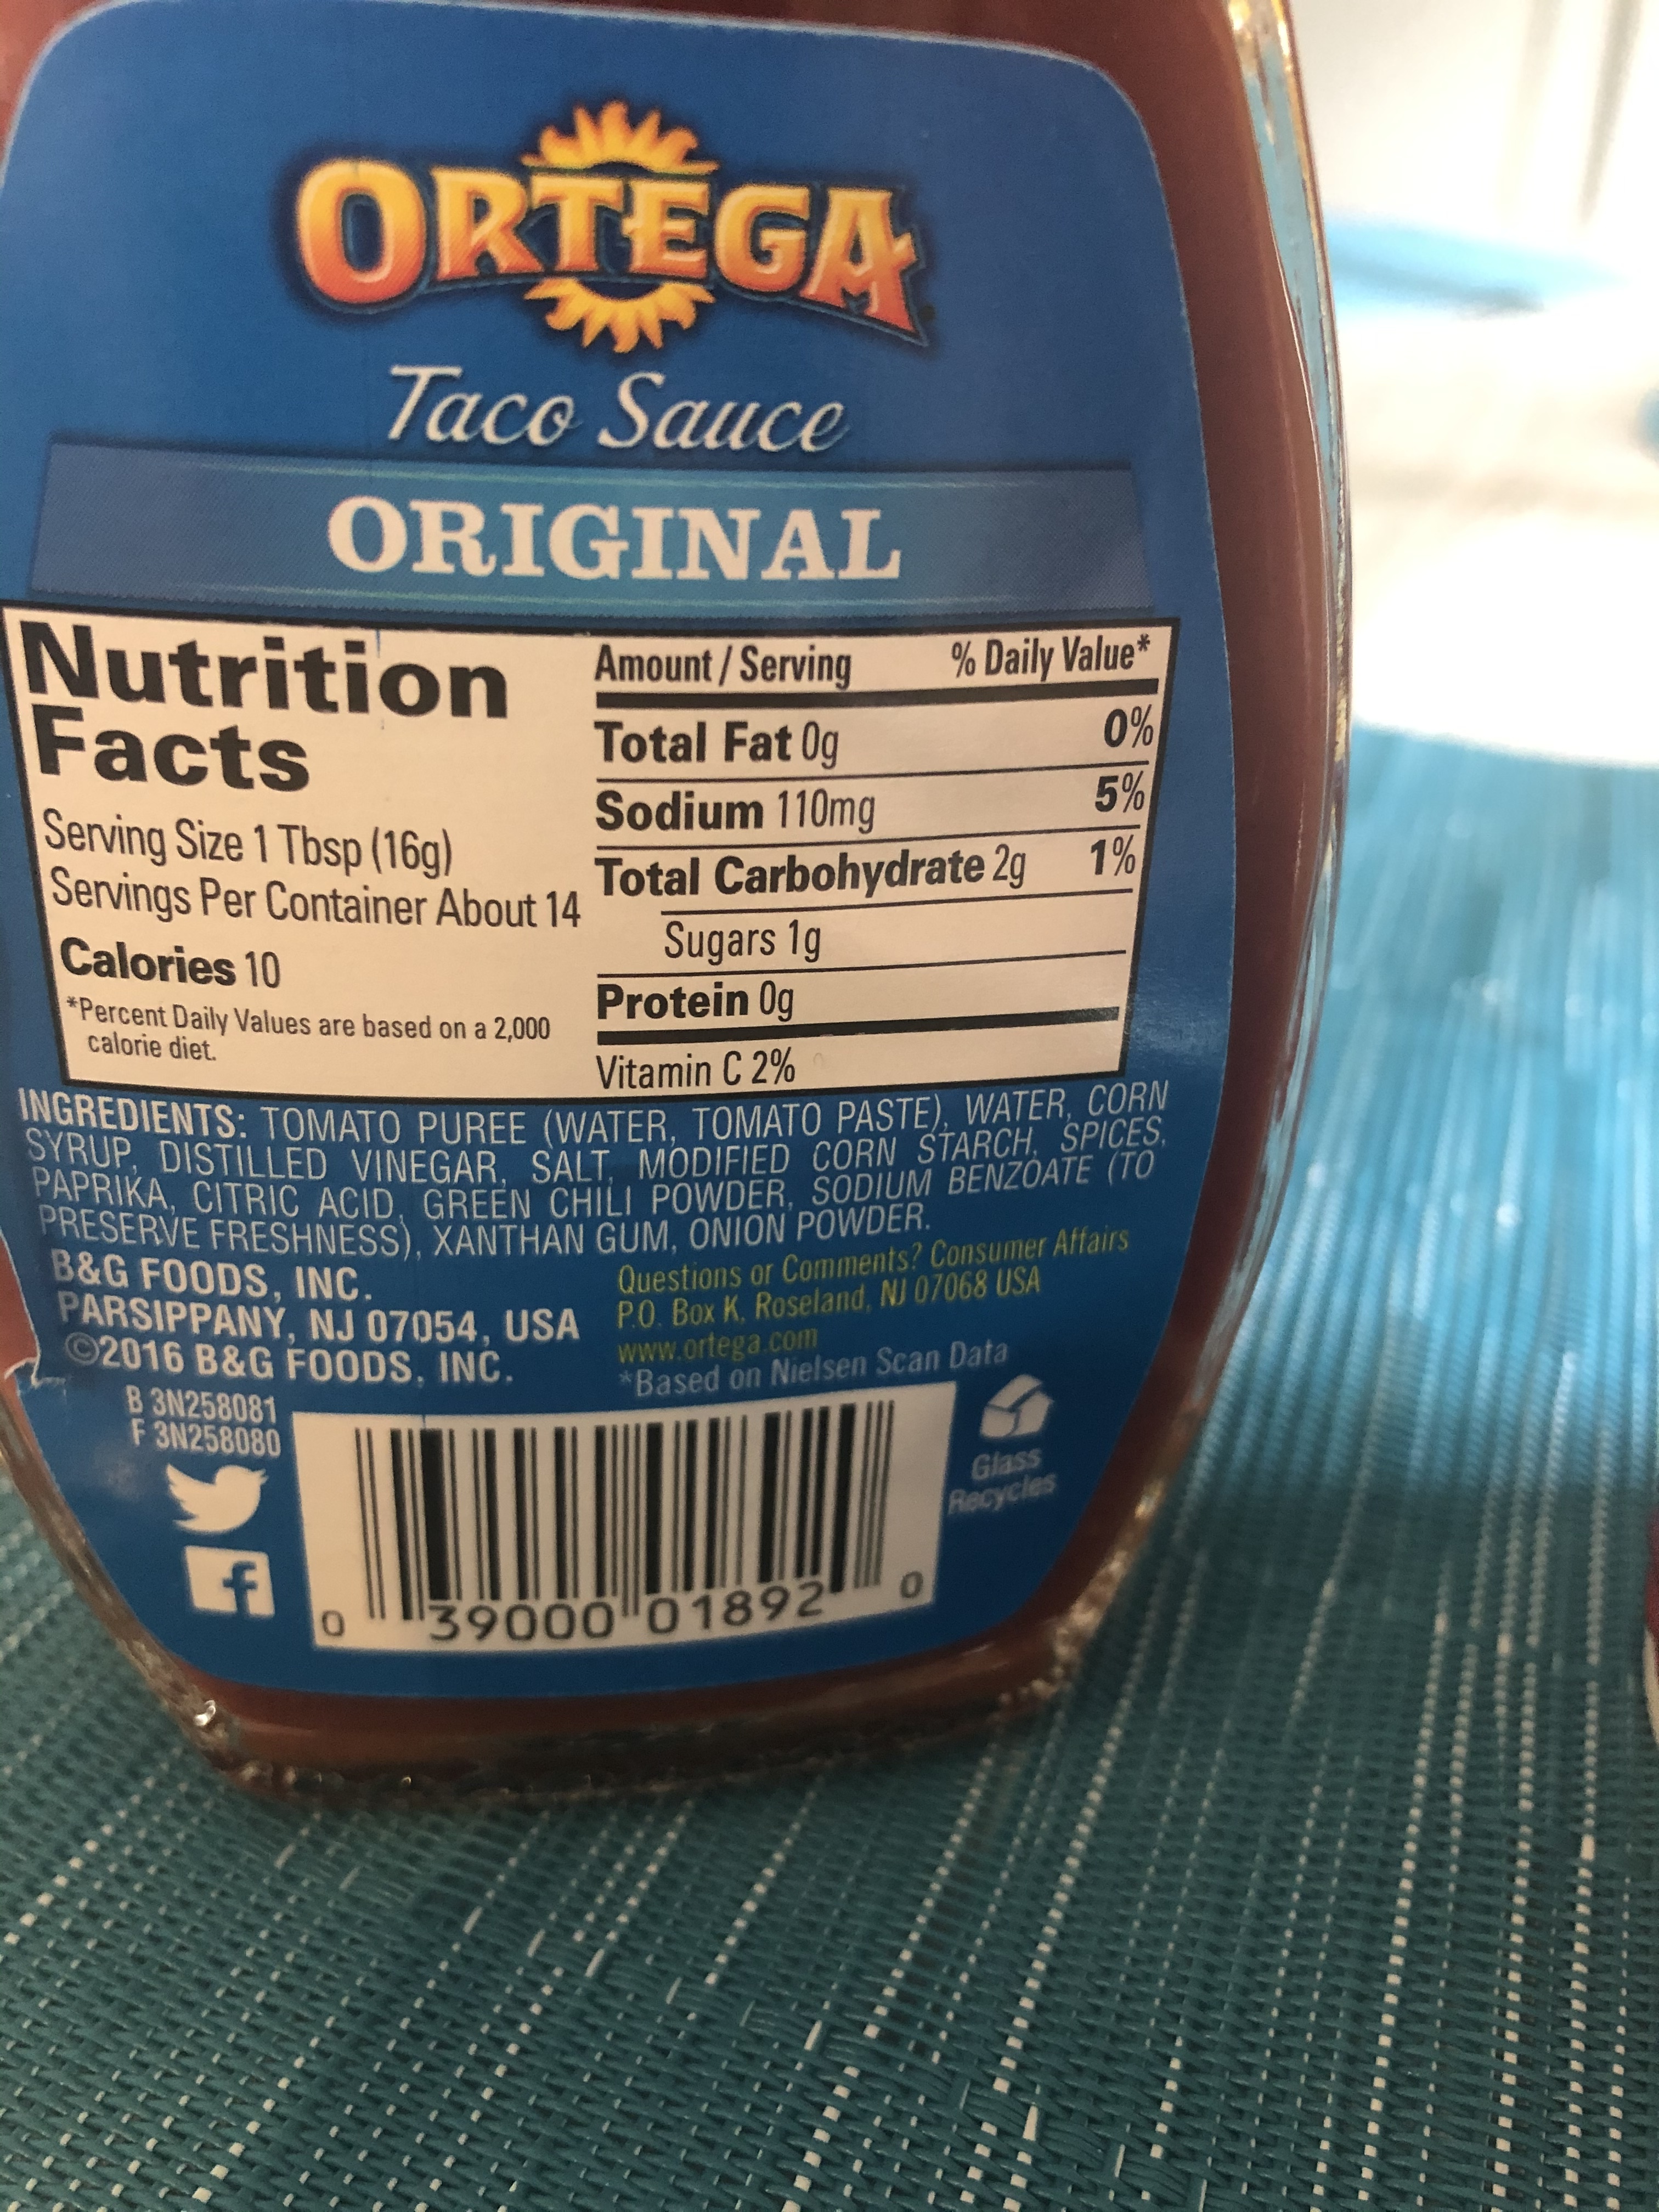 ORTEGA
Taco Sauce
ORIGINAL
Nutrition
Facts
Serving Size 1 Tbsp (16g)
Servings Per Container About 14
Calories 10
*Percent Daily Values are based on a 2,000
calorie diet.
Amount / Serving % Daily Value*
Total Fat 0g 0%
Sodium 110mg 5%
Total Carbohydrate 2g 1%
Sugars 1g
Protein 0g
Vitamin C 2%
INGREDIENTS: TOMATO PUREE (WATER, TOMATO PASTE), WATER, CORN
SYRUP, DISTILLED VINEGAR, SALT, MODIFIED CORN STARCH, SPICES,
PAPRIKA, CITRIC ACID, GREEN CHILI POWDER, SODIUM BENZOATE (TO
PRESERVE FRESHNESS), XANTHAN GUM, ONION POWDER.
B&G FOODS, INC.
PARSIPPANY, NJ 07054, USA
©2016 B&G FOODS, INC.
Questions or Comments? Consumer Affairs
P.O. Box K, Roseland, NJ 07068 USA
www.ortega.com
*Based on Nielsen Scan Data
B 3N258081
F 3N258080
Glass
Recycles
0 39000 01892 0